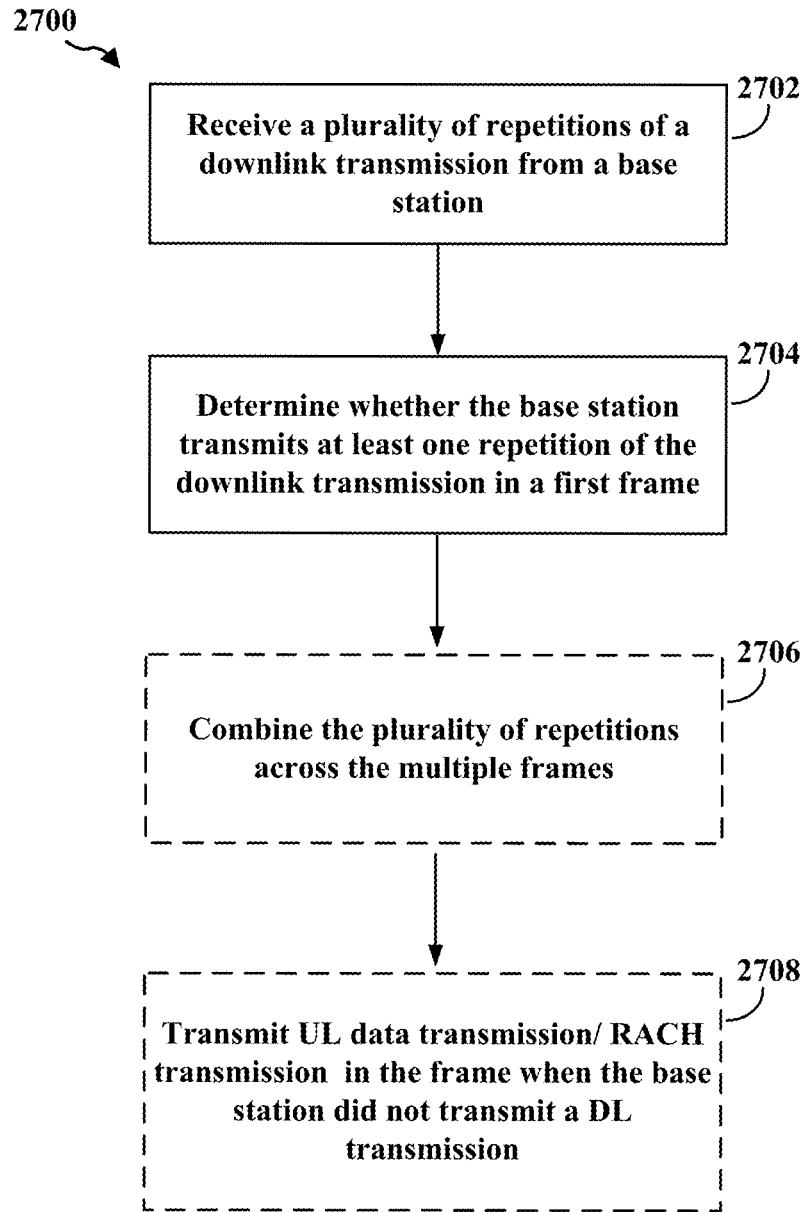 2700
2702
Receive a plurality of repetitions of a
downlink transmission from a base
station
2704
Determine whether the base station
transmits at least one repetition of the
downlink transmission in a first frame
2706
Combine the plurality of repetitions
across the multiple frames
2708
Transmit UL data transmission/ RACH
transmission in the frame when the base
station did not transmit a DL
transmission